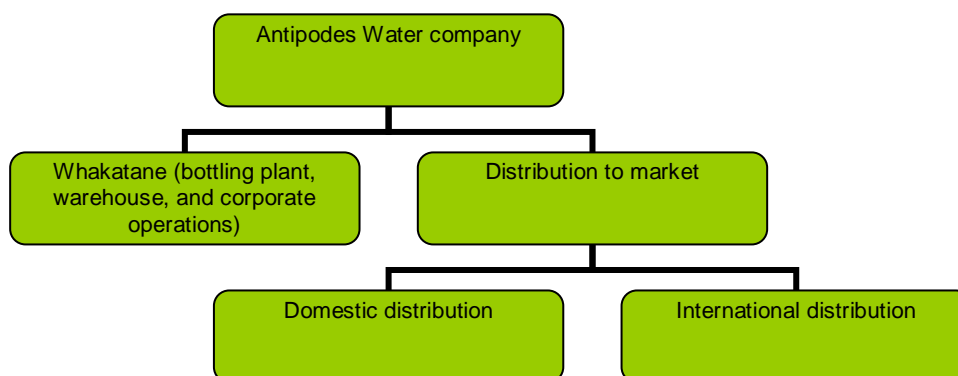 Antipodes Water company
Whakatane (bottling plant,
warehouse, and corporate
operations)
Distribution to market
Domestic distribution
International distribution